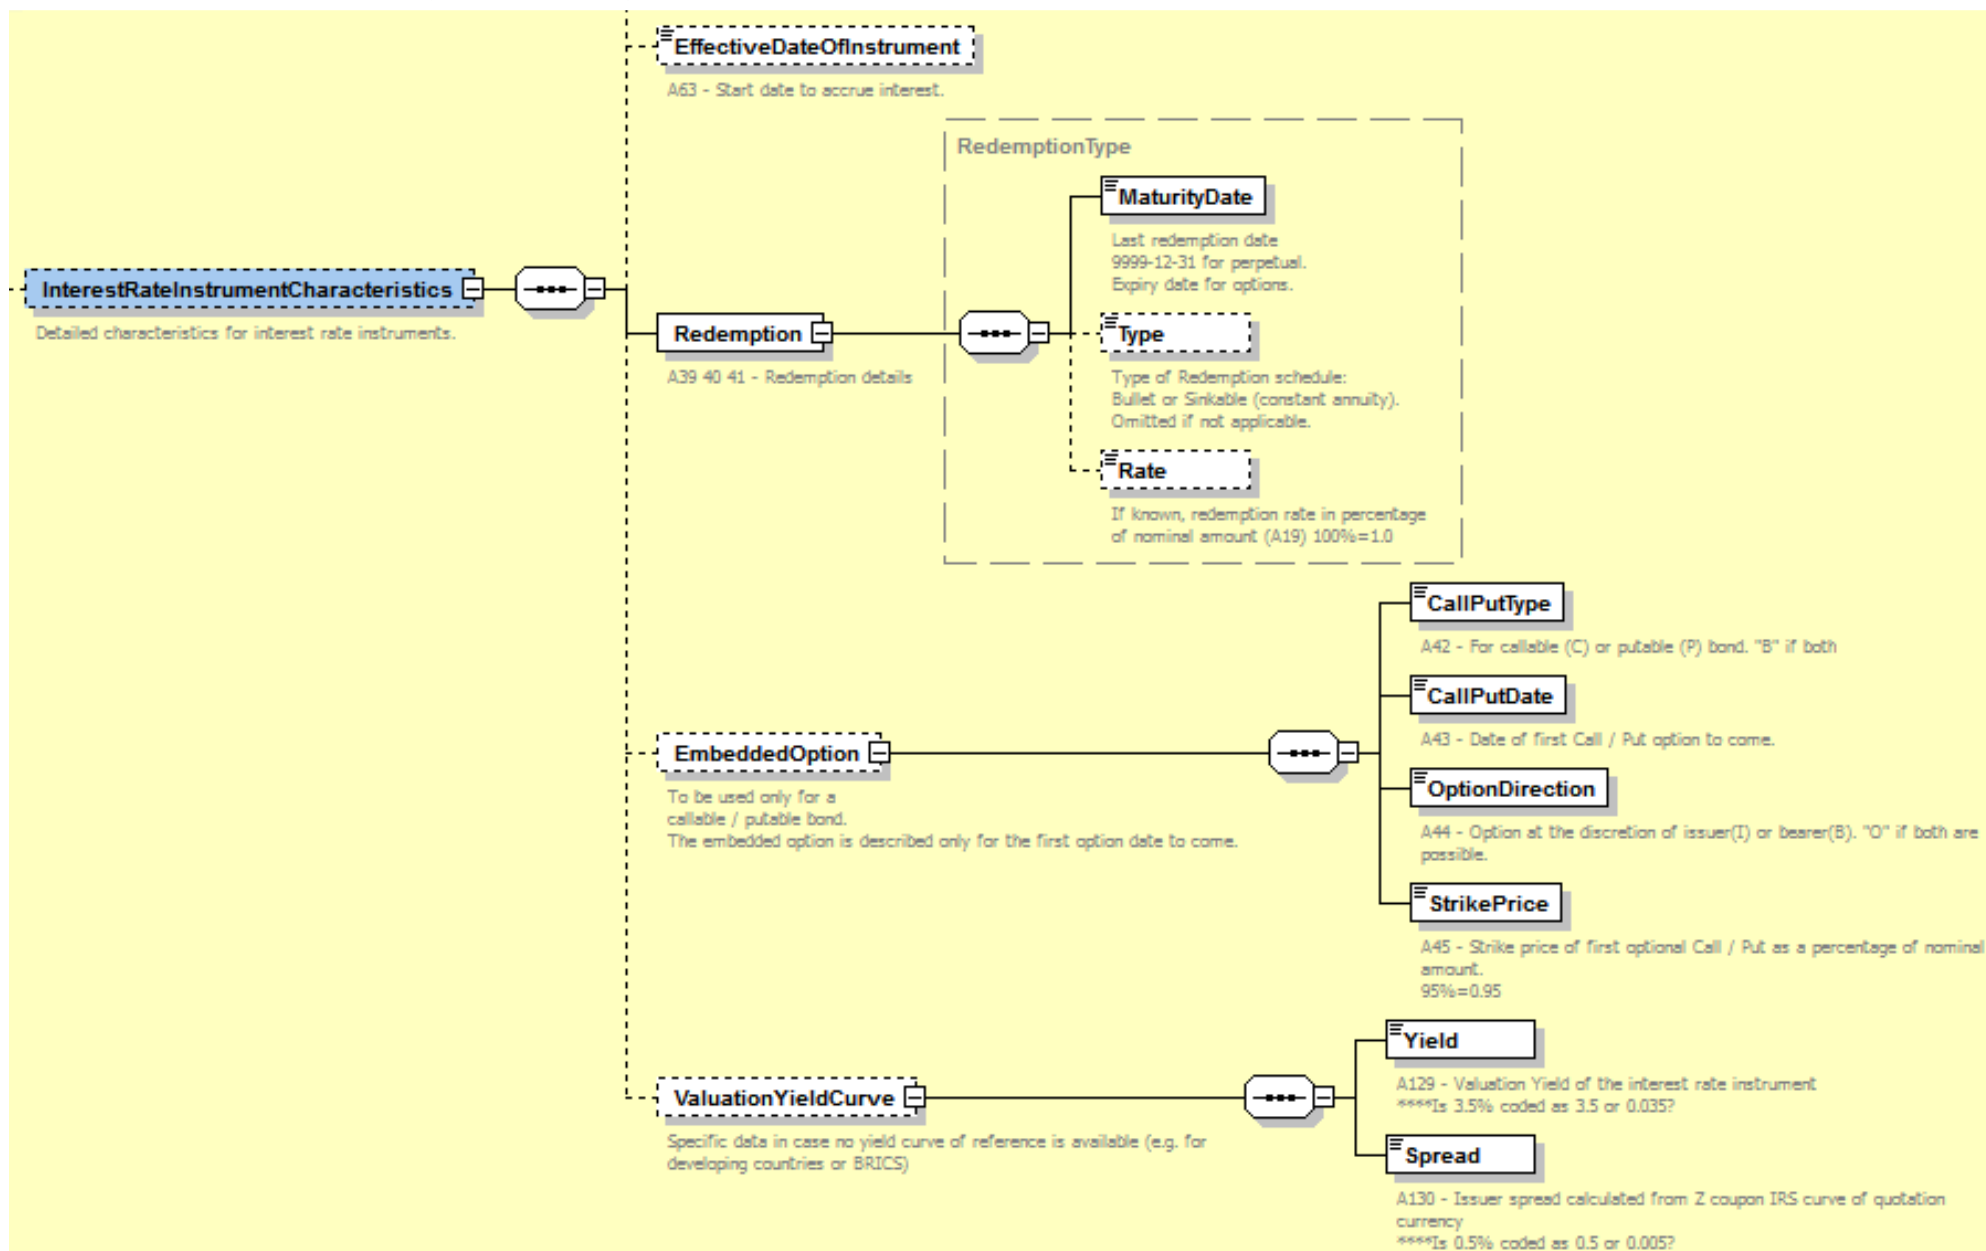 EffectiveDateOfInstrument
A63 - Start date to accrue interest.
RedemptionType
MaturityDate
Last redemption date
9999-12-31 for perpetual.
Expiry date for options.
InterestRateInstrumentCharacteristics
Detailed characteristics for interest rate instruments.
Redemption
A39 40 41 - Redemption details
Type
Type of Redemption schedule:
Bullet or Sinkable (constant annuity).
Omitted if not applicable.
Rate
If known, redemption rate in percentage
of nominal amount (A19) 100%=1.0
CallPutType
A42 - For callable (C) or putable (P) bond. "B" if both
CallPutDate
A43 - Date of first Call / Put option to come.
EmbeddedOption
To be used only for a
callable / putable bond.
The embedded option is described only for the first option date to come.
OptionDirection
A44 - Option at the discretion of issuer(I) or bearer(B). "O" if both are
possible.
StrikePrice
A45 - Strike price of first optional Call / Put as a percentage of nominal
amount.
95%=0.95
Yield
A129 - Valuation Yield of the interest rate instrument
****Is 3.5% coded as 3.5 or 0.035?
ValuationYieldCurve
Specific data in case no yield curve of reference is available (e.g. for
developing countries or BRICS)
Spread
A130 - Issuer spread calculated from Z coupon IRS curve of quotation
currency
****Is 0.5% coded as 0.5 or 0.005?